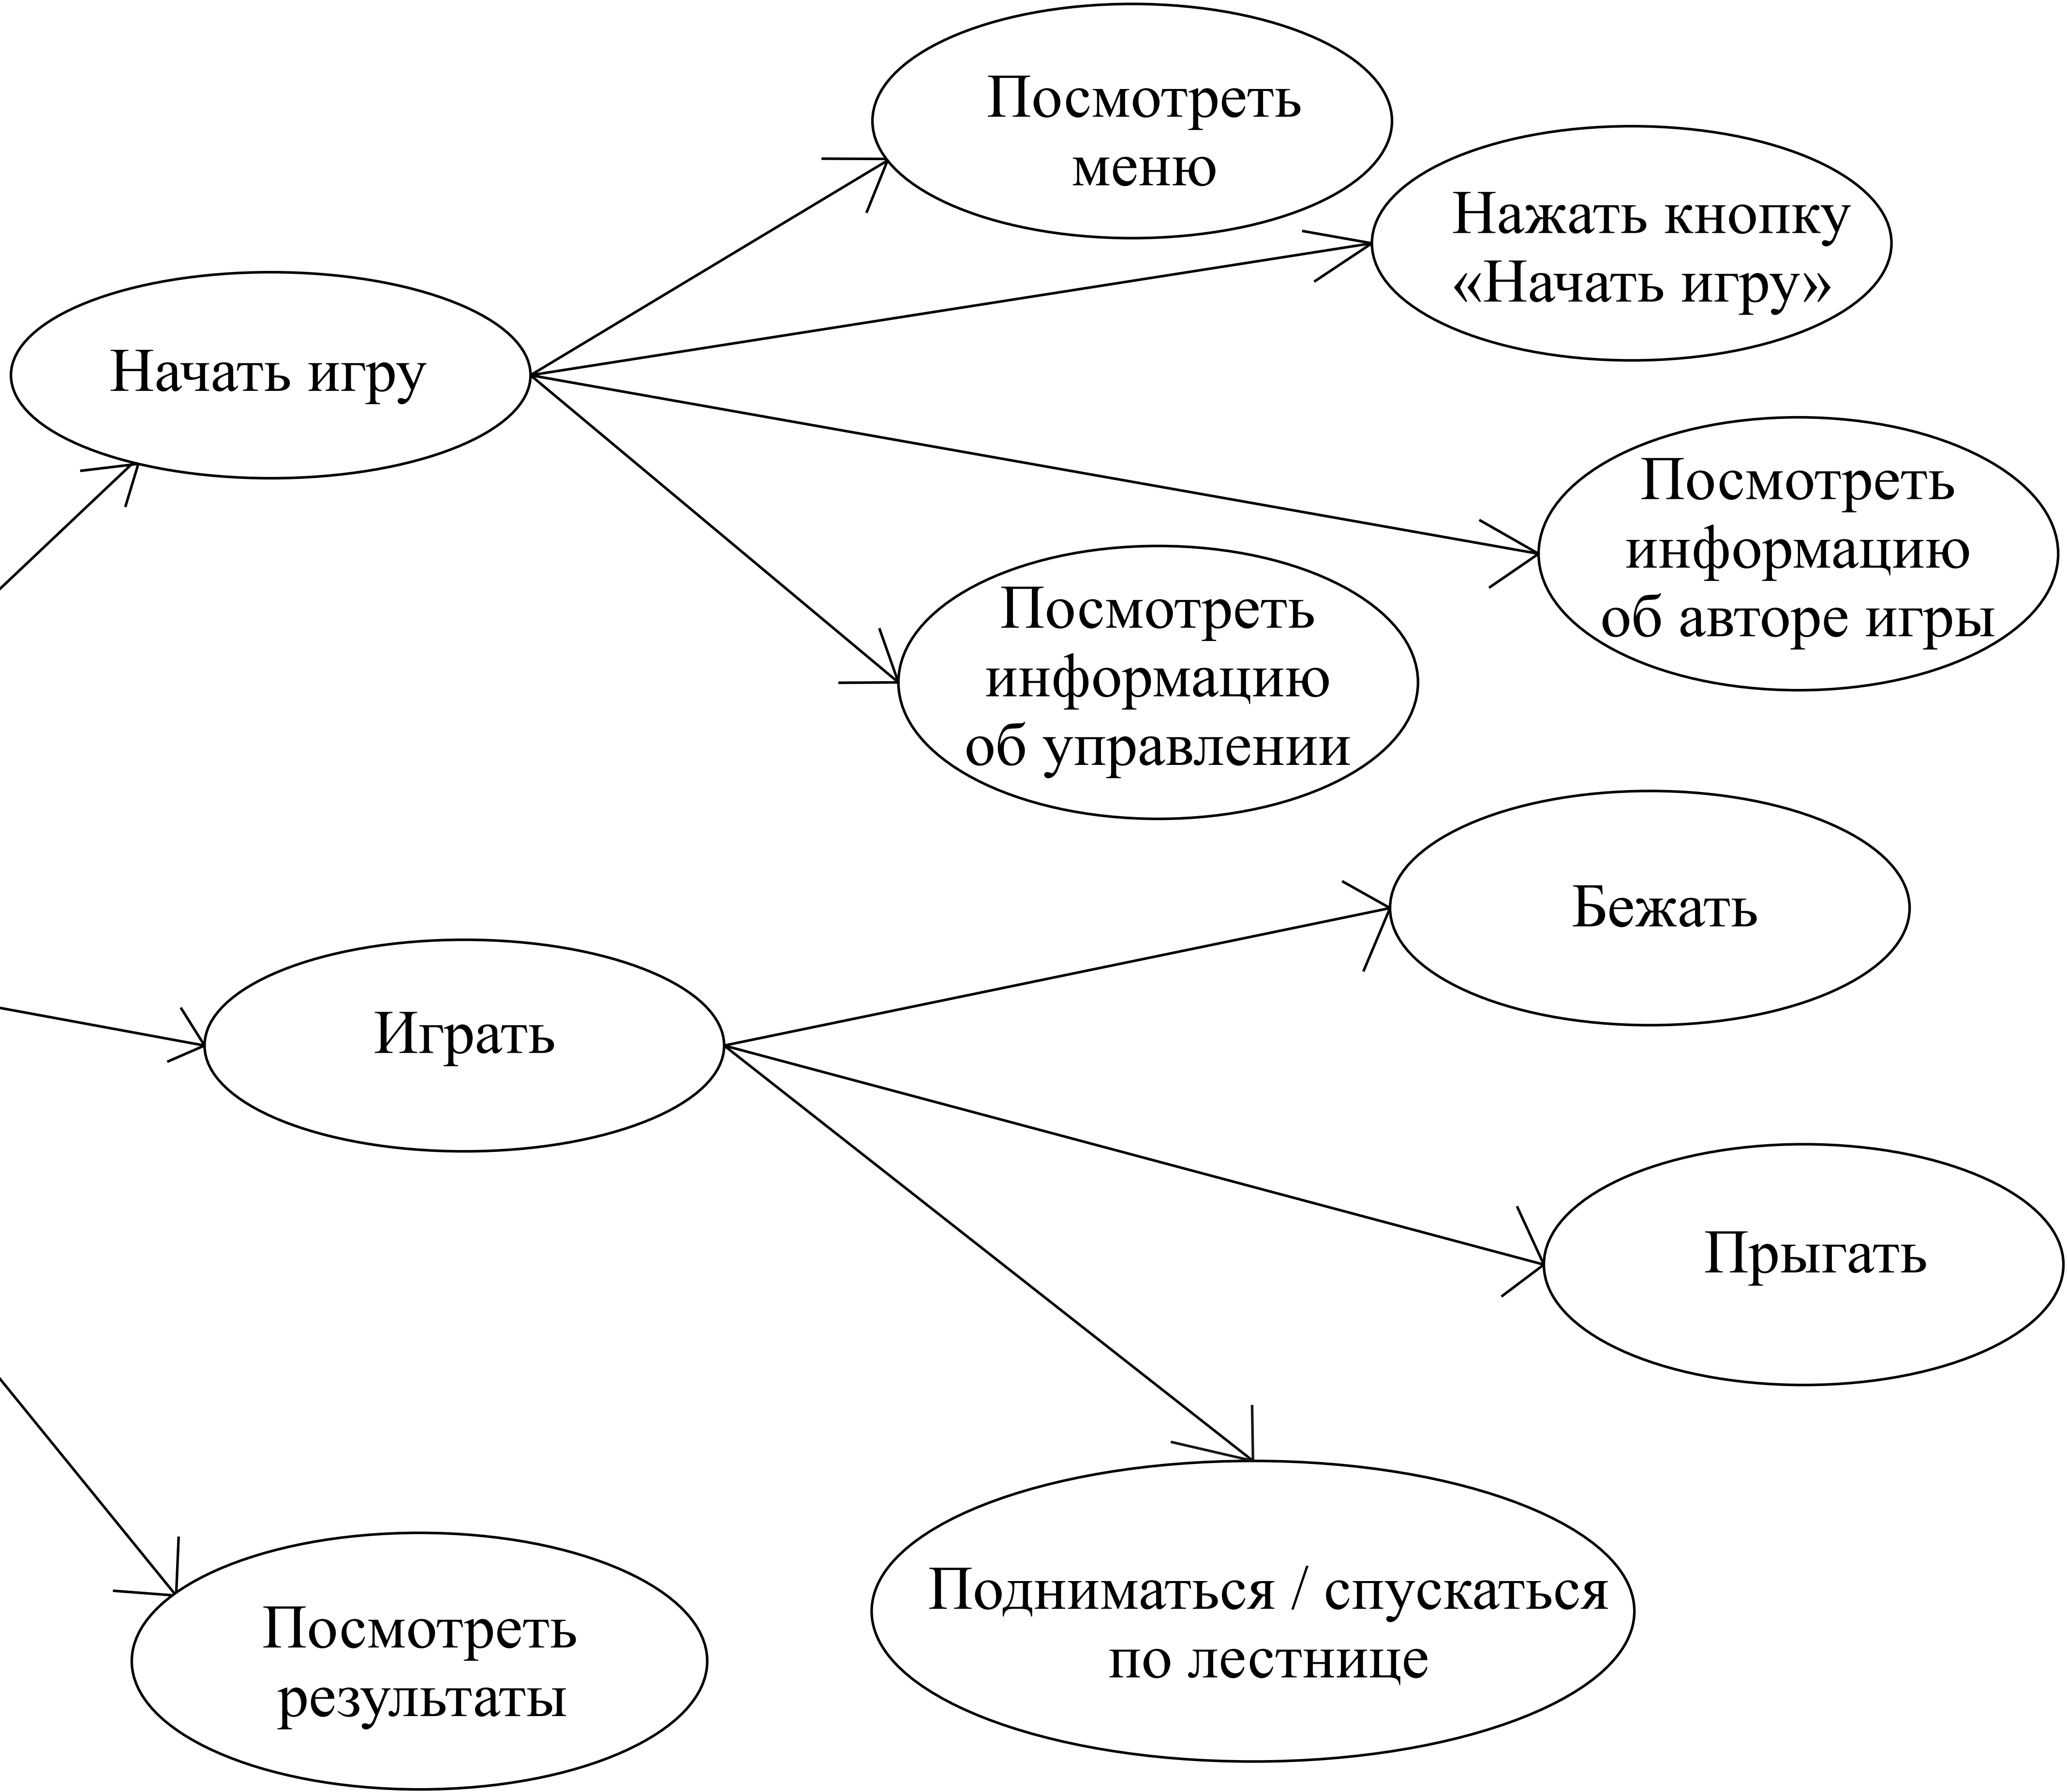 Посмотреть
меню
Нажать кнопку
«Начать игру»
Начать игру
Посмотреть
информацию
об авторе игры
Посмотреть
информацию
об управлении
Бежать
Играть
Прыгать
Подниматься / спускаться
по лестнице
Посмотреть
результаты